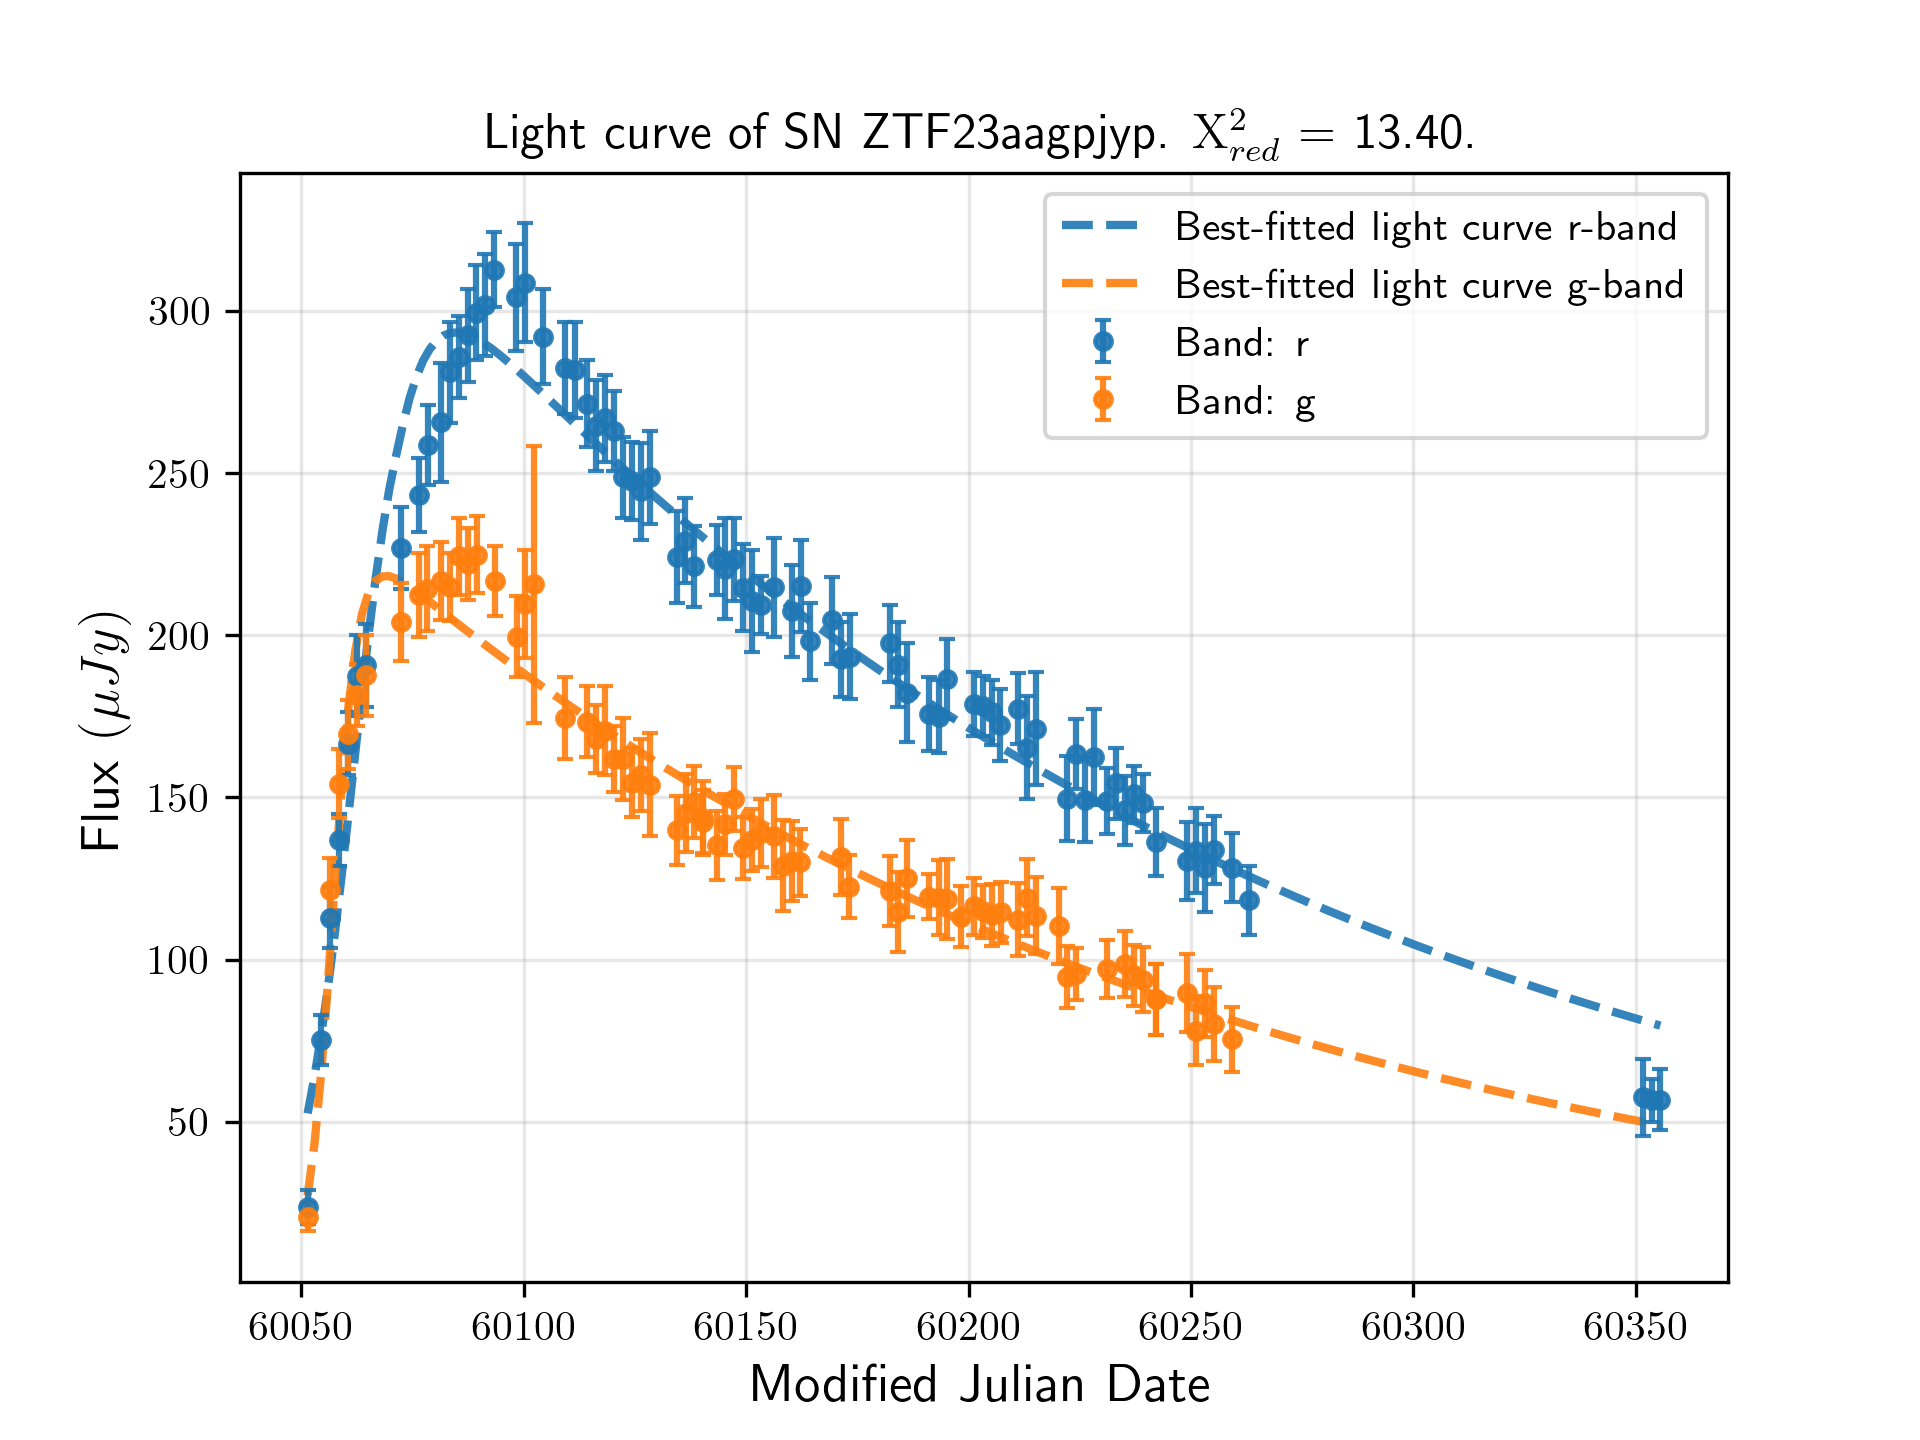 Light curve of SN ZTF23aagpjyp. X²_red = 13.40.
Best-fitted light curve r-band
Best-fitted light curve g-band
Band: r
Band: g
Flux (μJy)
300
250
200
150
100
50
60050 60100 60150 60200 60250 60300 60350
Modified Julian Date